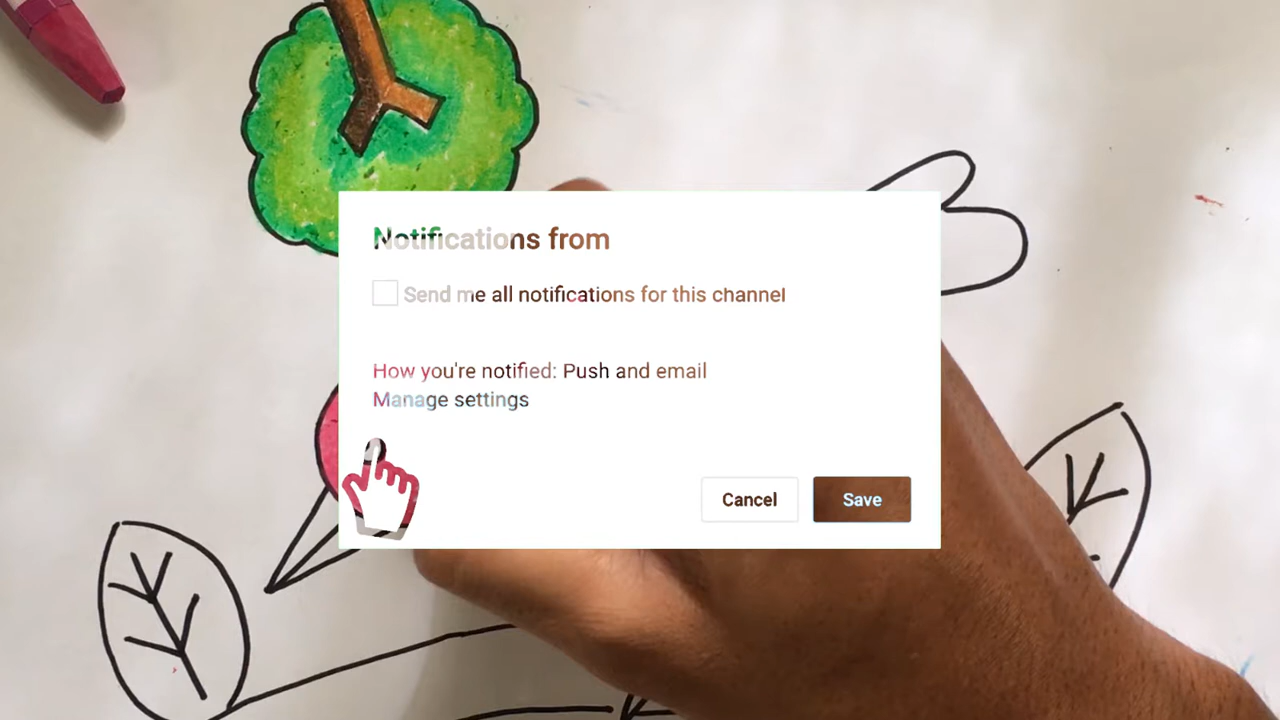 Notifications from
Send me all notifications for this channel
How you're notified: Push and email
Manage settings
Cancel
Save